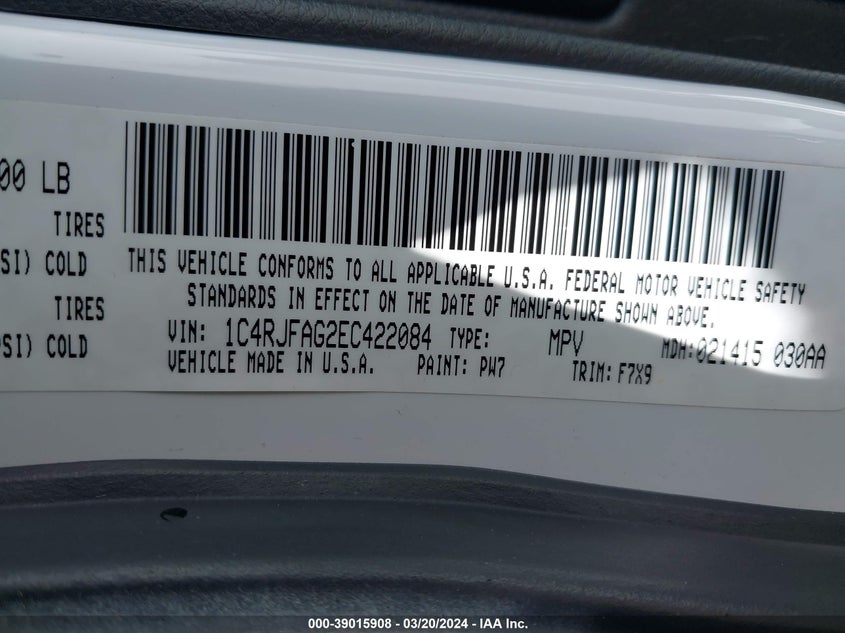 00 LB
TIRES
SI) COLD
TIRES
PSI) COLD
THIS VEHICLE CONFORMS TO ALL APPLICABLE U.S.A. FEDERAL MOTOR VEHICLE SAFETY
STANDARDS IN EFFECT ON THE DATE OF MANUFACTURE SHOWN ABOVE.
VIN: 1C4RJFAG2EC422084 TYPE: MPV MDH:021415 030AA
VEHICLE MADE IN U.S.A. PAINT: PW7 TRIM: F7X9
000-39015908 - 03/20/2024 - IAA Inc.